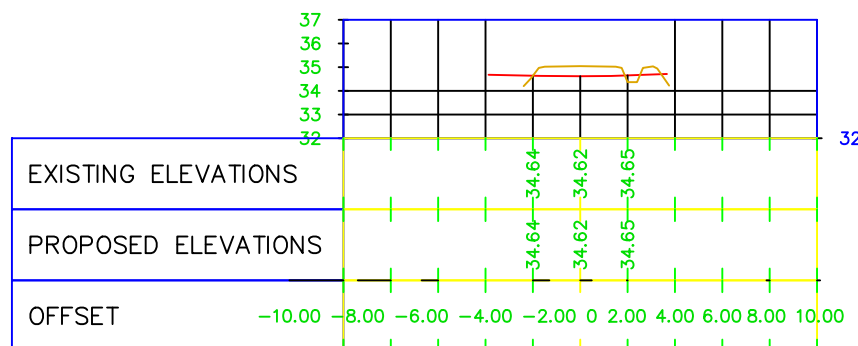 37
36
35
34
33
32
32
EXISTING ELEVATIONS 34.64 34.62 34.65
PROPOSED ELEVATIONS 34.64 34.62 34.65
OFFSET -10.00 -8.00 -6.00 -4.00 -2.00 0 2.00 4.00 6.00 8.00 10.00